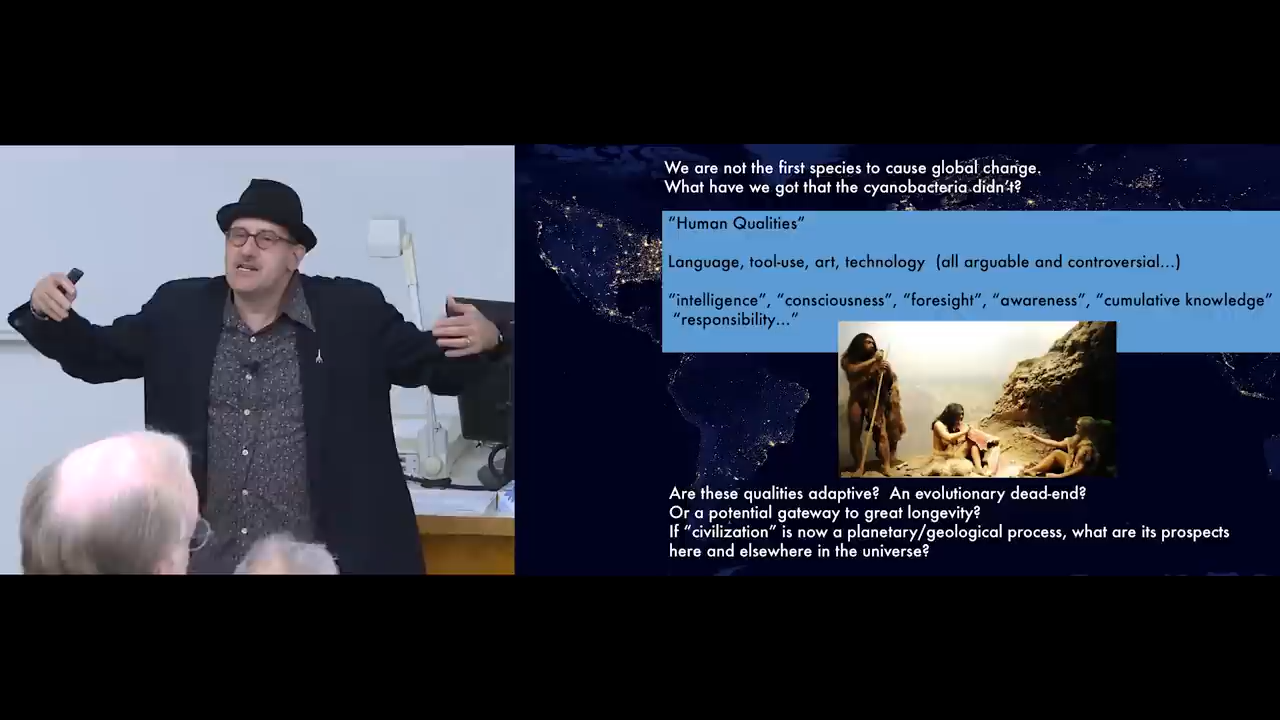 We are not the first species to cause global change.
What have we got that the cyanobacteria didn't?
"Human Qualities"
Language, tool-use, art, technology  (all arguable and controversial...)
"intelligence", "consciousness", "foresight", "awareness", "cumulative knowledge"
"responsibility..."
Are these qualities adaptive?  An evolutionary dead-end?
Or a potential gateway to great longevity?
If "civilization" is now a planetary/geological process, what are its prospects
here and elsewhere in the universe?